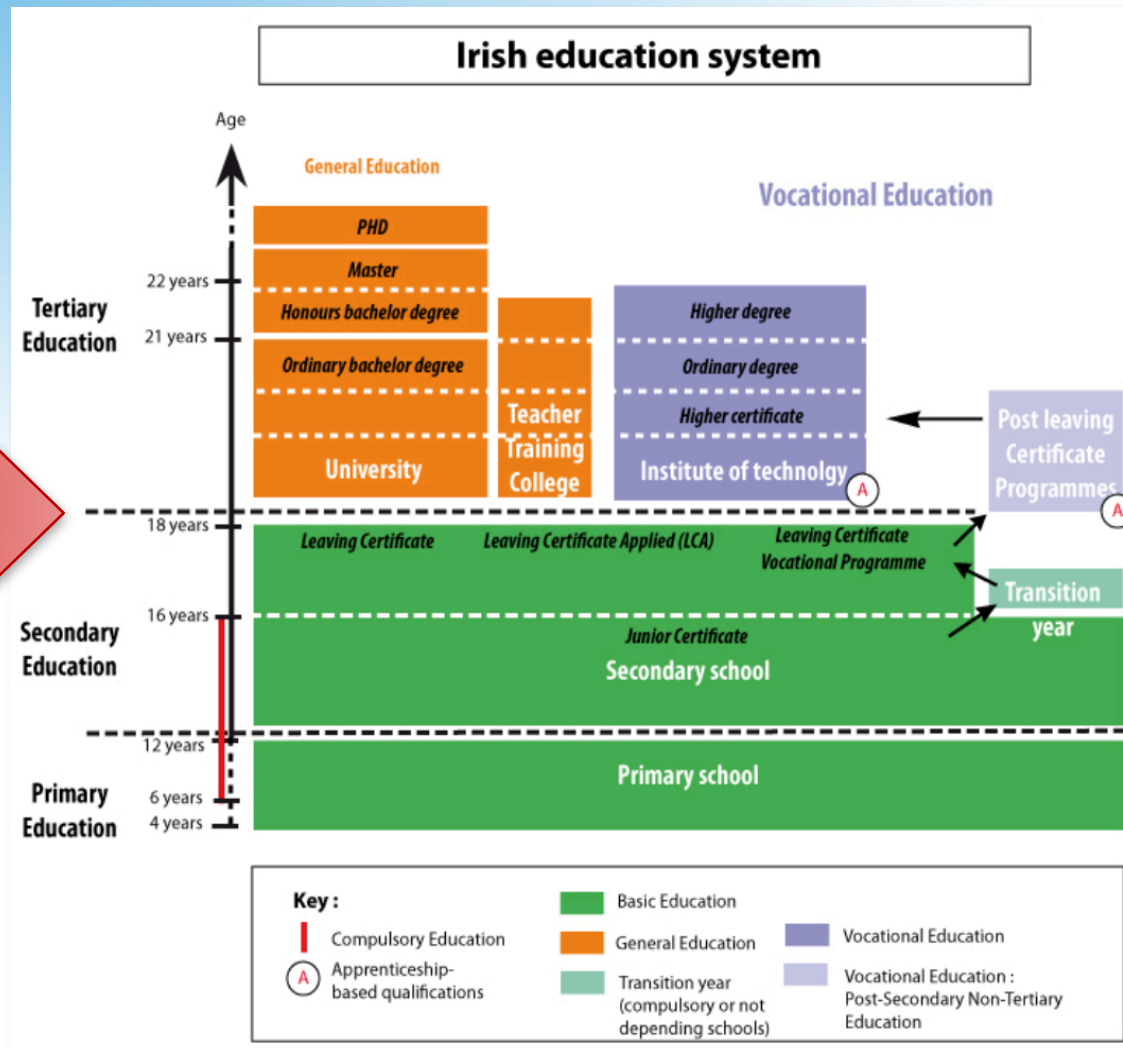 Irish education system
Age
General Education
Vocational Education
PHD
Master
Honours bachelor degree
Ordinary bachelor degree
University
Teacher
Training
College
Higher degree
Ordinary degree
Higher certificate
Institute of technolgy
A
Post leaving
Certificate
Programmes
A
Tertiary
Education
22 years
21 years
18 years
Leaving Certificate
Leaving Certificate Applied (LCA)
Leaving Certificate
Vocational Programme
Transition
year
16 years
Secondary
Education
Junior Certificate
Secondary school
12 years
Primary school
Primary
Education
6 years
4 years
Key :
Compulsory Education
A
Apprenticeship-
based qualifications
Basic Education
General Education
Transition year
(compulsory or not
depending schools)
Vocational Education
Vocational Education :
Post-Secondary Non-Tertiary
Education